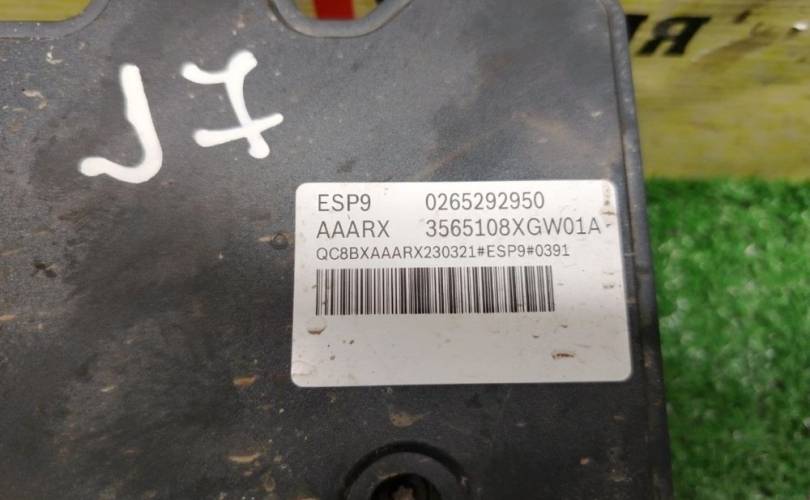 J7
ESP9 0265292950
AAARX 3565108XGW01A
QC8BXAAARX230321#ESP9#0391